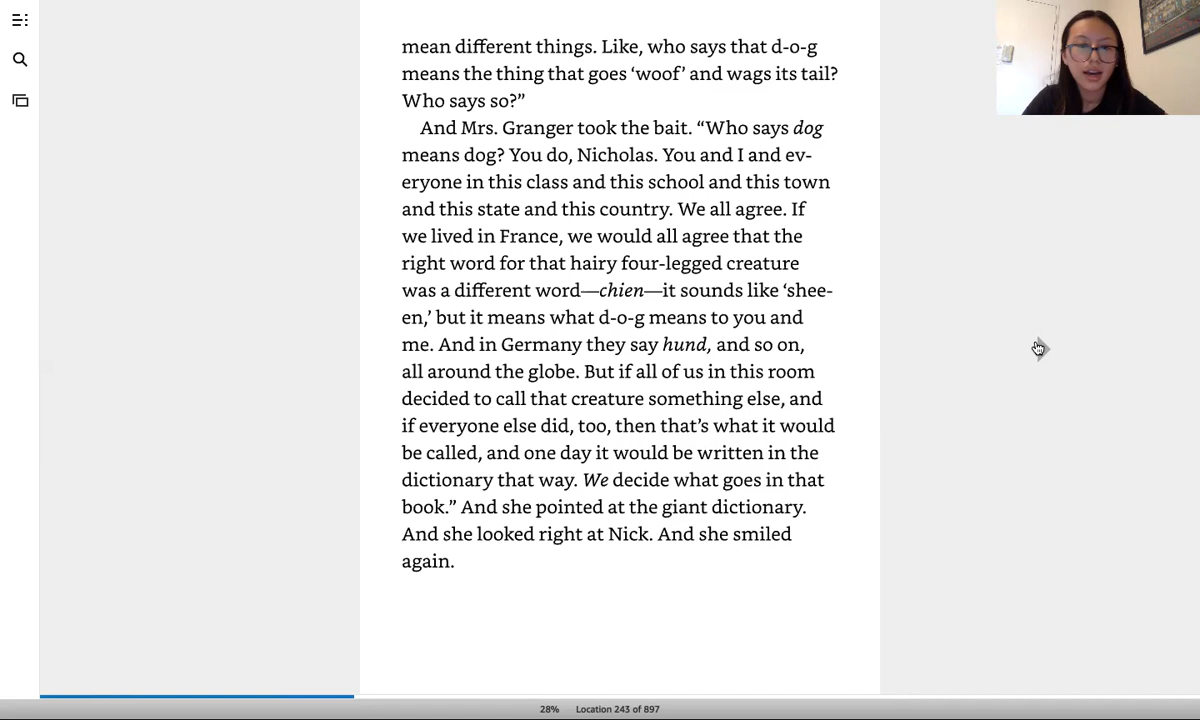 mean different things. Like, who says that d-o-g
means the thing that goes ‘woof’ and wags its tail?
Who says so?”
And Mrs. Granger took the bait. “Who says dog
means dog? You do, Nicholas. You and I and ev-
eryone in this class and this school and this town
and this state and this country. We all agree. If
we lived in France, we would all agree that the
right word for that hairy four-legged creature
was a different word—chien—it sounds like ‘shee-
en,’ but it means what d-o-g means to you and
me. And in Germany they say hund, and so on,
all around the globe. But if all of us in this room
decided to call that creature something else, and
if everyone else did, too, then that’s what it would
be called, and one day it would be written in the
dictionary that way. We decide what goes in that
book.” And she pointed at the giant dictionary.
And she looked right at Nick. And she smiled
again.
28% Location 243 of 897